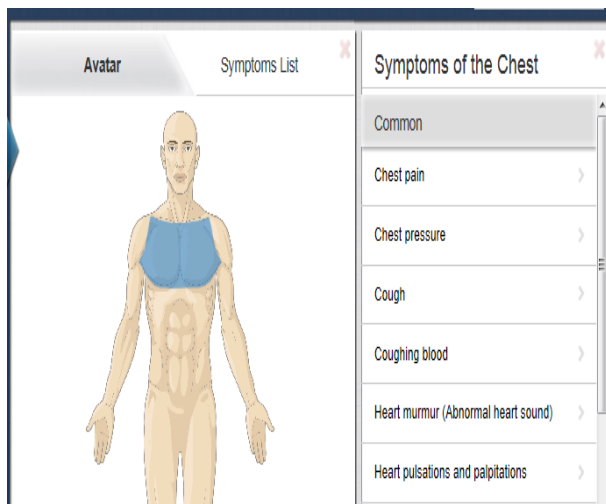 Avatar
Symptoms List
Symptoms of the Chest
Common
Chest pain
Chest pressure
Cough
Coughing blood
Heart murmur (Abnormal heart sound)
Heart pulsations and palpitations